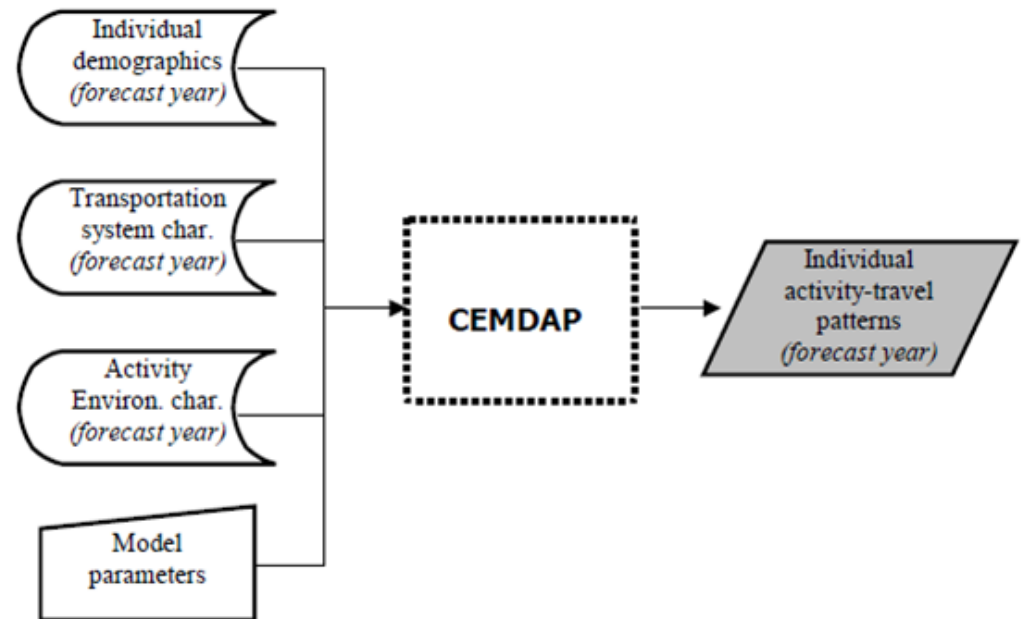 Individual
demographics
(forecast year)
Transportation
system char.
(forecast year)
Activity
Environ. char.
(forecast year)
Model
parameters
CEMDAP
Individual
activity-travel
patterns
(forecast year)